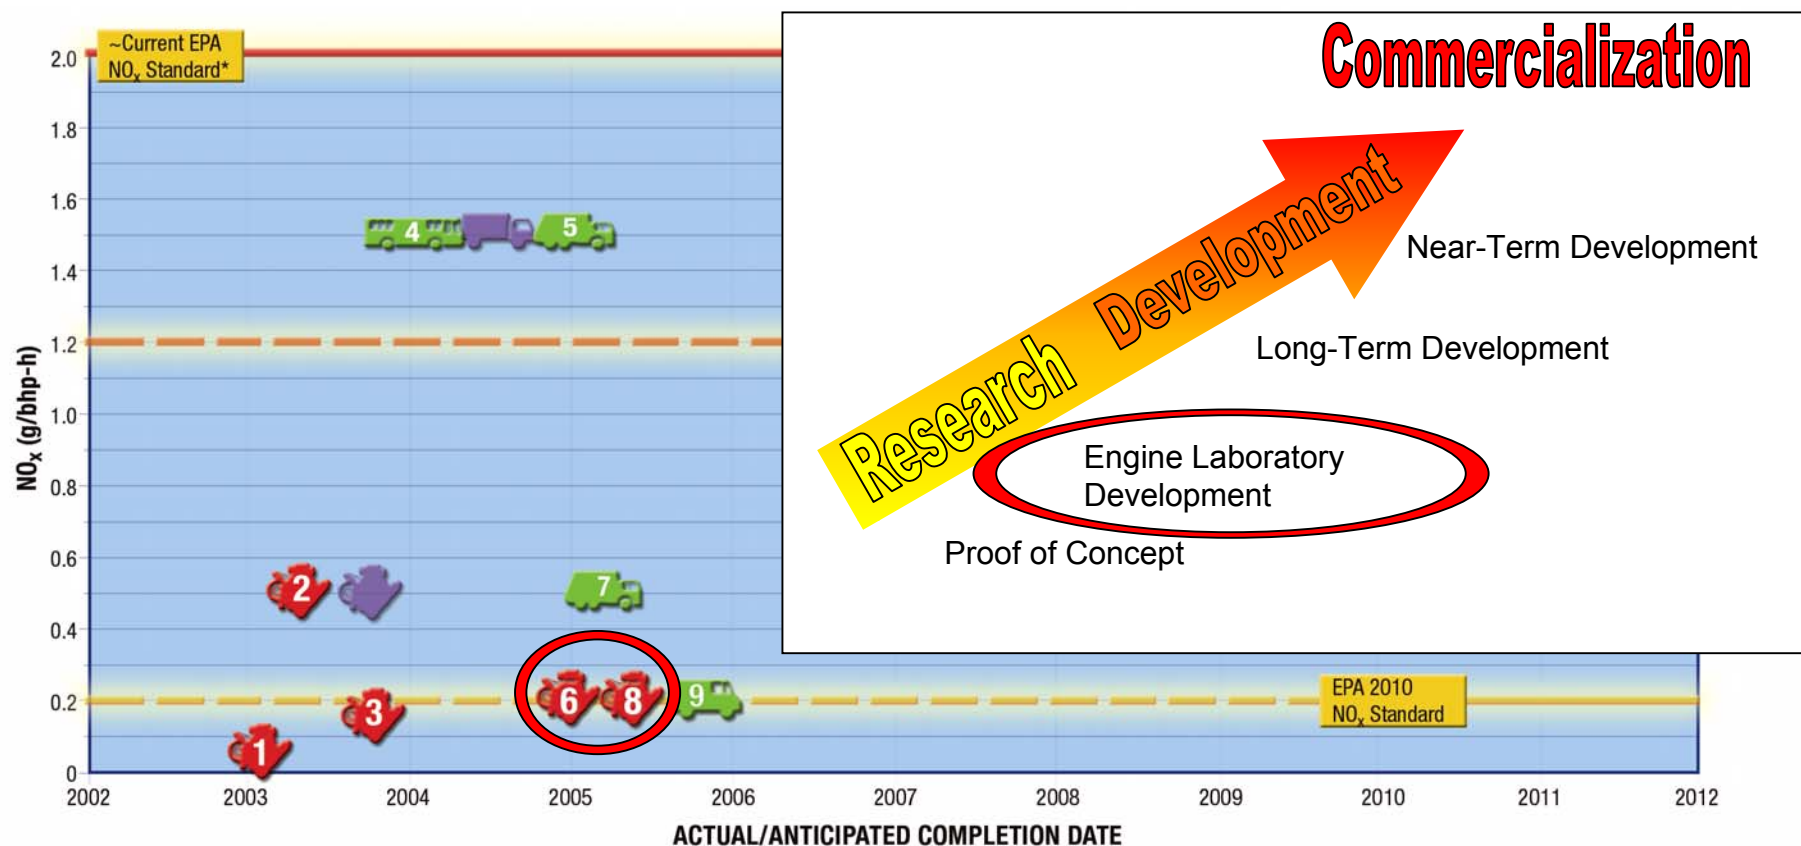 ~Current EPA
NOx Standard*
2.0
1.8
1.6
1.4
1.2
1.0
0.8
0.6
0.4
0.2
0
NOx (g/bhp-h)
4
5
2
7
6
8
9
3
1
Commercialization
Research Development
Near-Term Development
Long-Term Development
Engine Laboratory
Development
Proof of Concept
EPA 2010
NOx Standard
2002 2003 2004 2005 2006 2007 2008 2009 2010 2011 2012
ACTUAL/ANTICIPATED COMPLETION DATE